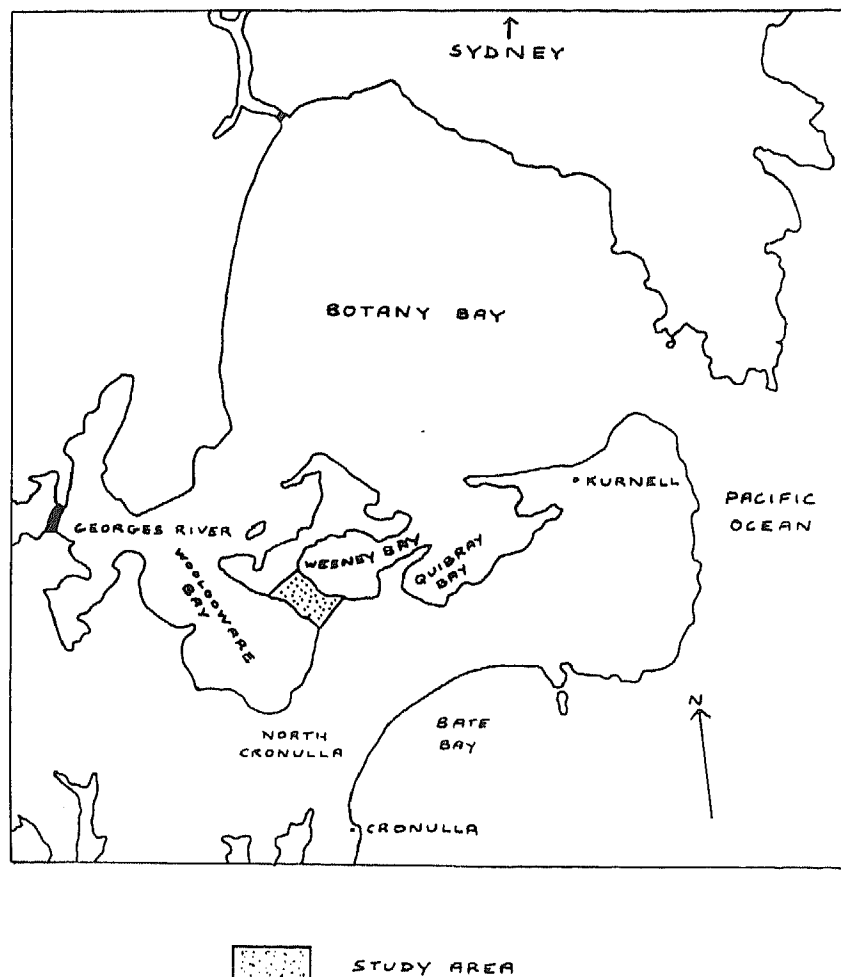 ↑
SYDNEY
BOTANY BAY
KURNELL
PACIFIC
OCEAN
GEORGES RIVER
WEENEY BAY
QUIBRAY
BAY
WOOLOOWARE
BAY
N
NORTH
CRONULLA
BATE
BAY
CRONULLA
STUDY AREA